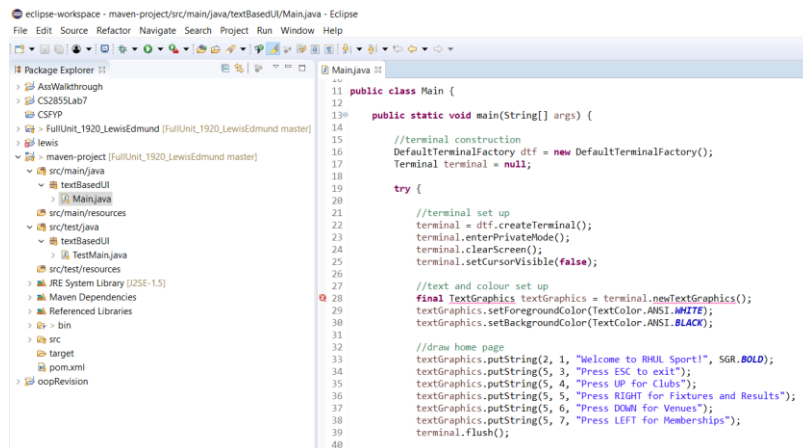 eclipse-workspace - maven-project/src/main/java/textBasedUI/Main.java - Eclipse
File Edit Source Refactor Navigate Search Project Run Window Help
Package Explorer
AssWalkthrough
CS2855Lab7
CSFYP
> FullUnit_1920_LewisEdmund [FullUnit_1920_LewisEdmund master]
lewis
> maven-project [FullUnit_1920_LewisEdmund master]
src/main/java
textBasedUI
Main.java
src/main/resources
src/test/java
textBasedUI
TestMain.java
src/test/resources
JRE System Library [J2SE-1.5]
Maven Dependencies
Referenced Libraries
> bin
src
target
pom.xml
oopRevision
Main.java
11 public class Main {
12
13 public static void main(String[] args) {
14
15 //terminal construction
16 DefaultTerminalFactory dtf = new DefaultTerminalFactory();
17 Terminal terminal = null;
18
19 try {
20
21 //terminal set up
22 terminal = dtf.createTerminal();
23 terminal.enterPrivateMode();
24 terminal.clearScreen();
25 terminal.setCursorVisible(false);
26
27 //text and colour set up
28 final TextGraphics textGraphics = terminal.newTextGraphics();
29 textGraphics.setForegroundColor(TextColor.ANSI.WHITE);
30 textGraphics.setBackgroundColor(TextColor.ANSI.BLACK);
31
32 //draw home page
33 textGraphics.putString(2, 1, "Welcome to RHUL Sport!", SGR.BOLD);
34 textGraphics.putString(5, 3, "Press ESC to exit");
35 textGraphics.putString(5, 4, "Press UP for Clubs");
36 textGraphics.putString(5, 5, "Press RIGHT for Fixtures and Results");
37 textGraphics.putString(5, 6, "Press DOWN for Venues");
38 textGraphics.putString(5, 7, "Press LEFT for Memberships");
39 terminal.flush();
40